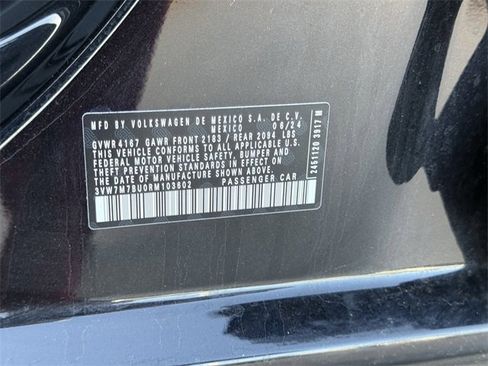 MFD BY VOLKSWAGEN DE MEXICO S.A. DE C.V.
MEXICO 06/24
GVWR4167 GAWR FRONT 2183 / REAR 2094 LBS
THIS VEHICLE CONFORMS TO ALL APPLICABLE U.S.
FEDERAL MOTOR VEHICLE SAFETY, BUMPER AND
THEFT PREVENTION STANDARDS IN EFFECT ON THE
DATE OF MANUFACTURE SHOWN ABOVE.
3VW7M7BU0RM103602 PASSENGER CAR
2451120 3917 M